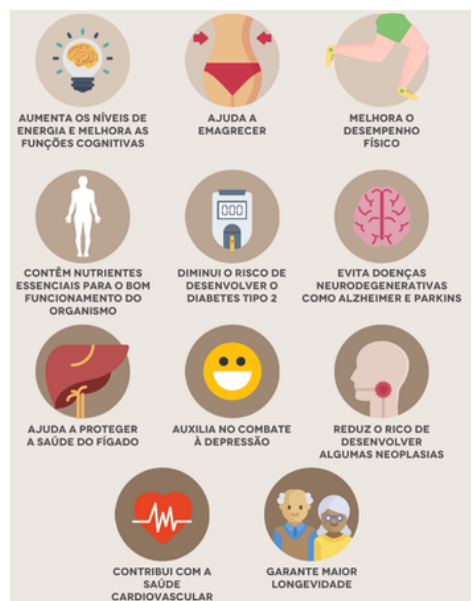 AUMENTA OS NÍVEIS DE
ENERGIA E MELHORA AS
FUNÇÕES COGNITIVAS
AJUDA A
EMAGRECER
MELHORA O
DESEMPENHO
FÍSICO
CONTÊM NUTRIENTES
ESSENCIAIS PARA O BOM
FUNCIONAMENTO DO
ORGANISMO
DIMINUI O RISCO DE
DESENVOLVER O
DIABETES TIPO 2
EVITA DOENÇAS
NEURODEGENERATIVAS
COMO ALZHEIMER E PARKINS
AJUDA A PROTEGER
A SAÚDE DO FÍGADO
AUXILIA NO COMBATE
À DEPRESSÃO
REDUZ O RICO DE
DESENVOLVER
ALGUMAS NEOPLASIAS
CONTRIBUI COM A
SAÚDE
CARDIOVASCULAR
GARANTE MAIOR
LONGEVIDADE
000